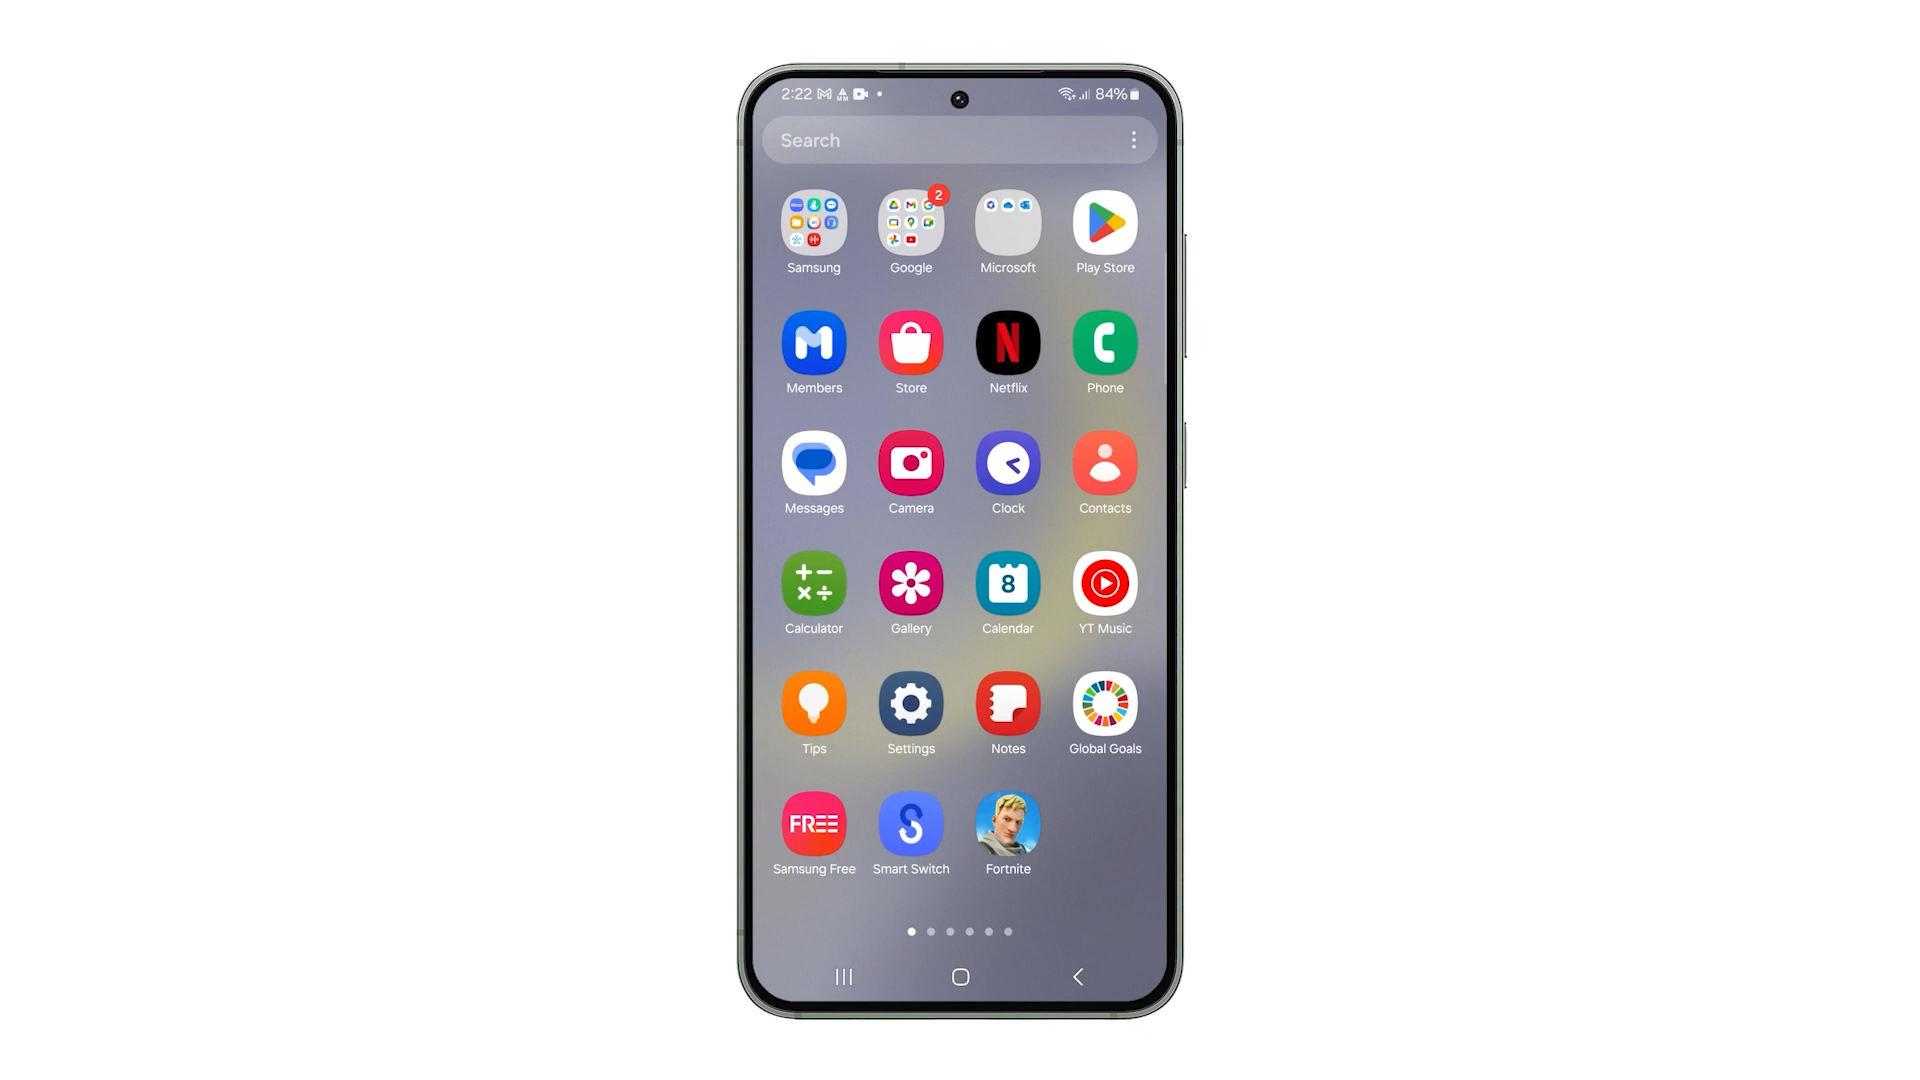 2:22 84%
Search
2
Samsung Google Microsoft Play Store
N
Members Store Netflix Phone
Messages Camera Clock Contacts
8
Calculator Gallery Calendar YT Music
Tips Settings Notes Global Goals
FREE
Samsung Free Smart Switch Fortnite